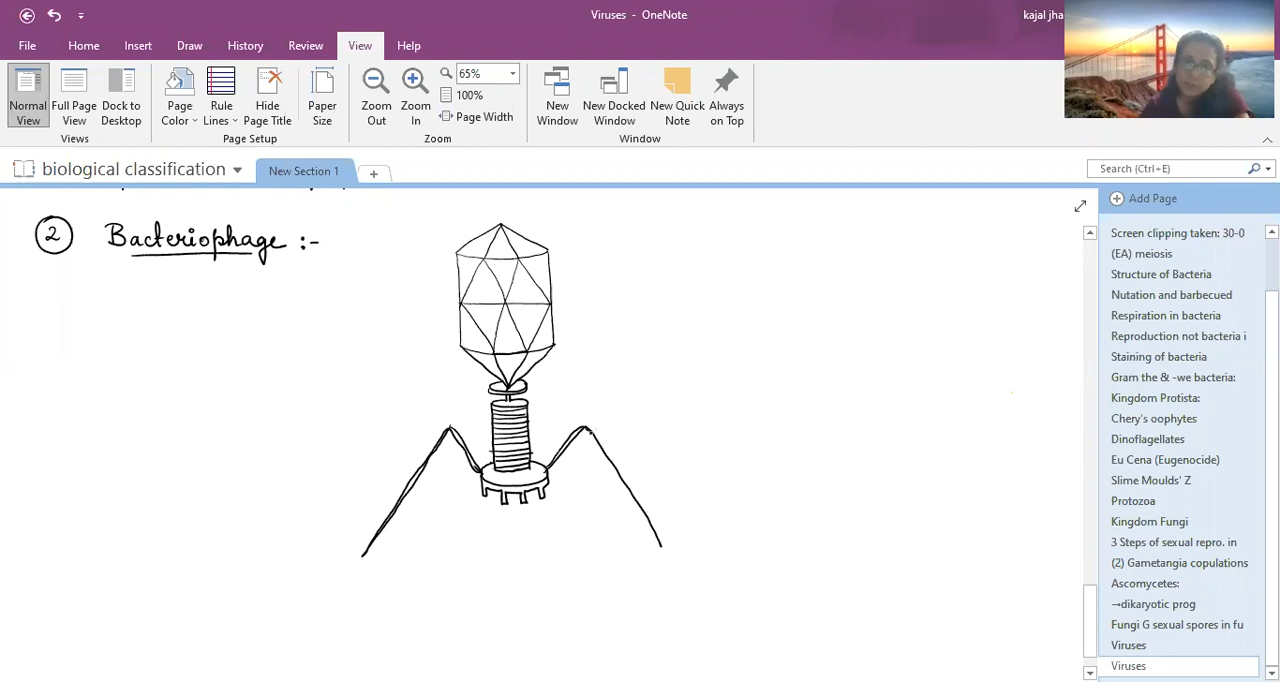 Viruses - OneNote
kajal jha
File Home Insert Draw History Review View Help
Normal View
Full Page View
Dock to Desktop
Views
Page Color
Rule Lines
Hide Page Title
Paper Size
Page Setup
Zoom Out
Zoom In
65%
100%
Page Width
Zoom
New Window
New Docked Window
New Quick Note
Always on Top
Window
biological classification
New Section 1
Search (Ctrl+E)
Add Page
Screen clipping taken: 30-0
(EA) meiosis
Structure of Bacteria
Nutation and barbecued
Respiration in bacteria
Reproduction not bacteria i
Staining of bacteria
Gram the & -we bacteria:
Kingdom Protista:
Chery's oophytes
Dinoflagellates
Eu Cena (Eugenocide)
Slime Moulds' Z
Protozoa
Kingdom Fungi
3 Steps of sexual repro. in
(2) Gametangia copulations
Ascomycetes:
→dikaryotic prog
Fungi G sexual spores in fu
Viruses
Viruses
2 Bacteriophage :-